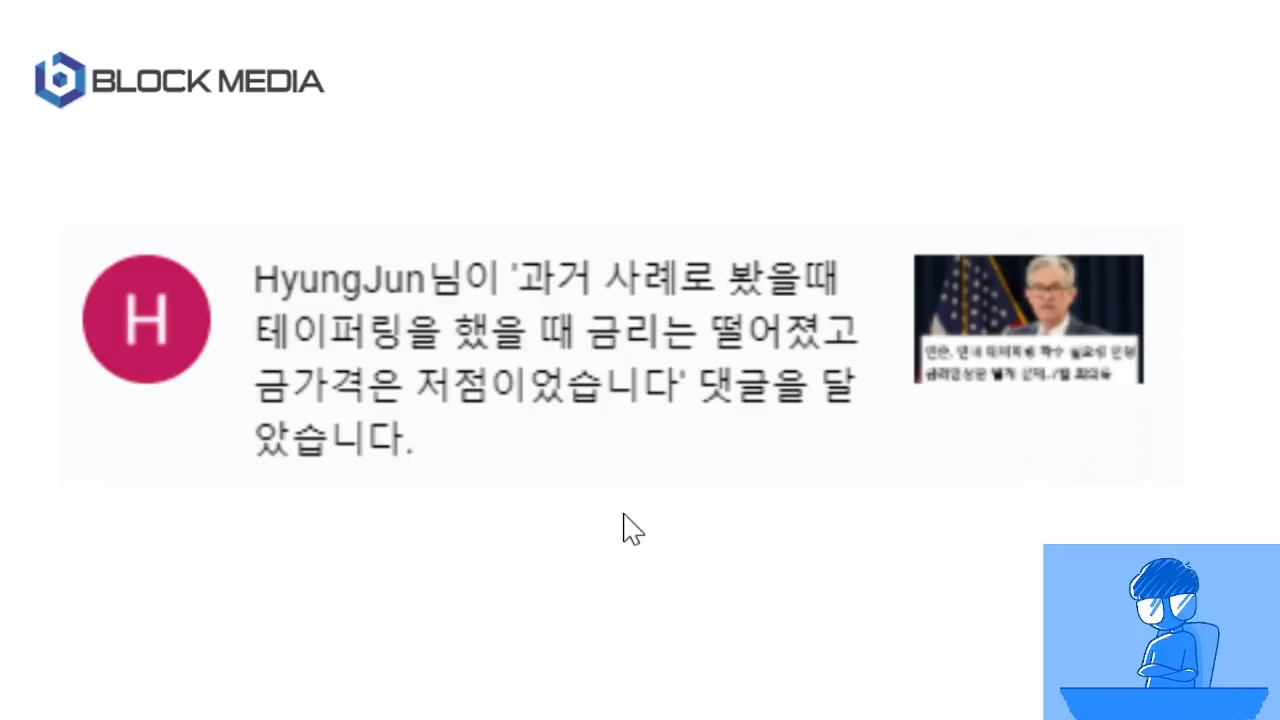 BLOCK MEDIA
H
HyungJun님이 '과거 사례로 봤을때
테이퍼링을 했을 때 금리는 떨어졌고
금가격은 저점이었습니다' 댓글을 달
았습니다.